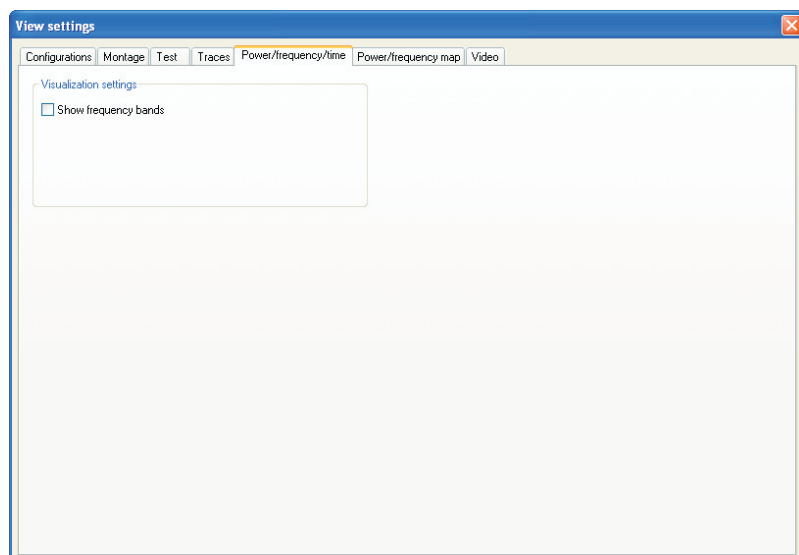 View settings
Configurations Montage Test Traces Power/frequency/time Power/frequency map Video
Visualization settings
Show frequency bands